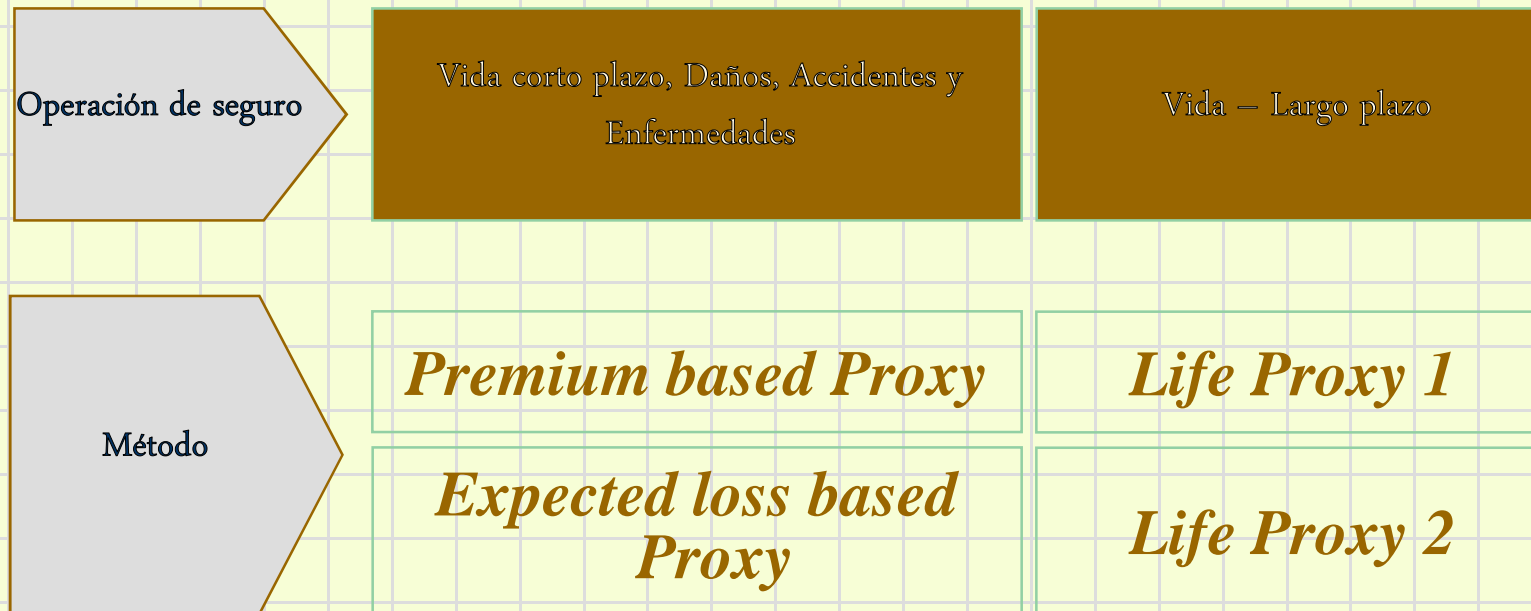 Operación de seguro
Vida corto plazo, Daños, Accidentes y
Enfermedades
Vida – Largo plazo
Método
Premium based Proxy
Life Proxy 1
Expected loss based
Proxy
Life Proxy 2